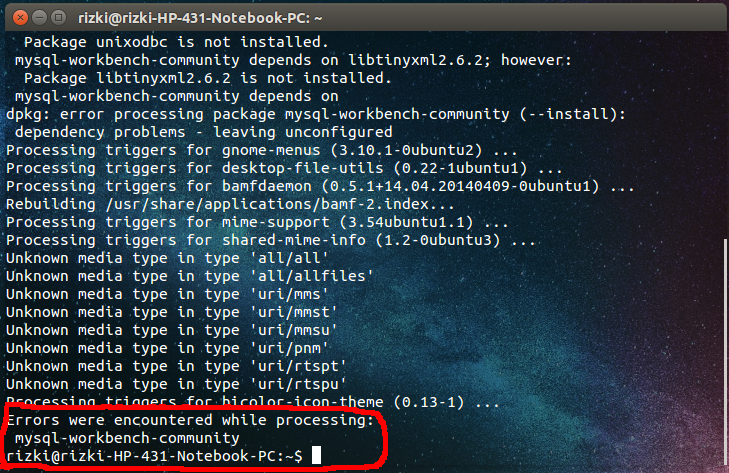 rizki@rizki-HP-431-Notebook-PC: ~
  Package unixodbc is not installed.
 mysql-workbench-community depends on libtinyxml2.6.2; however:
  Package libtinyxml2.6.2 is not installed.
 mysql-workbench-community depends on
dpkg: error processing package mysql-workbench-community (--install):
 dependency problems - leaving unconfigured
Processing triggers for gnome-menus (3.10.1-0ubuntu2) ...
Processing triggers for desktop-file-utils (0.22-1ubuntu1) ...
Processing triggers for bamfdaemon (0.5.1+14.04.20140409-0ubuntu1) ...
Rebuilding /usr/share/applications/bamf-2.index...
Processing triggers for mime-support (3.54ubuntu1.1) ...
Processing triggers for shared-mime-info (1.2-0ubuntu3) ...
Unknown media type in type 'all/all'
Unknown media type in type 'all/allfiles'
Unknown media type in type 'uri/mms'
Unknown media type in type 'uri/mmst'
Unknown media type in type 'uri/mmsu'
Unknown media type in type 'uri/pnm'
Unknown media type in type 'uri/rtspt'
Unknown media type in type 'uri/rtspu'
Processing triggers for hicolor-icon-theme (0.13-1) ...
Errors were encountered while processing:
 mysql-workbench-community
rizki@rizki-HP-431-Notebook-PC:~$